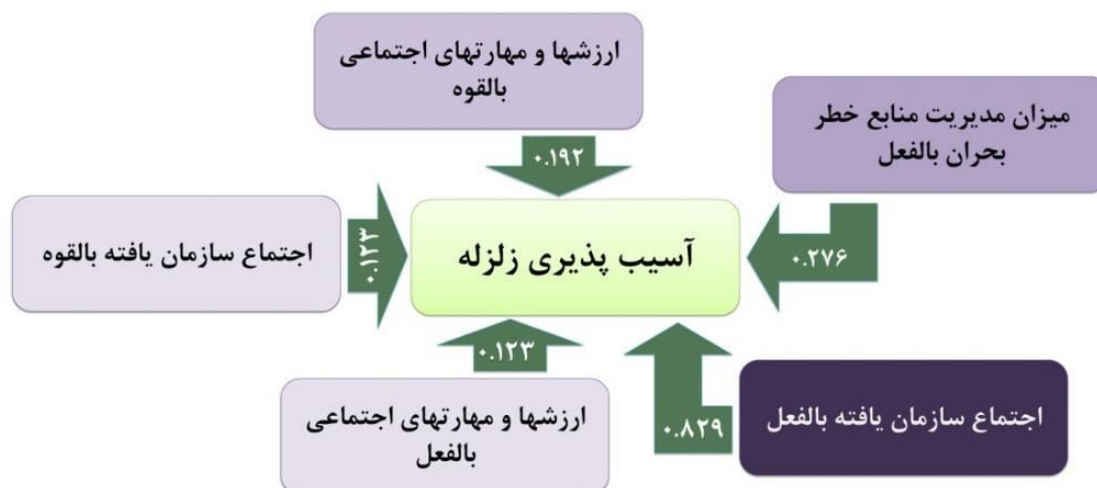 ارزشها و مهارتهای اجتماعی
بالقوه
۰.۱۹۲
میزان مدیریت منابع خطر
بحران بالفعل
۰.۲۷۶
آسیب پذیری زلزله
۰.۱۲۳
اجتماع سازمان یافته بالقوه
۰.۱۲۳
ارزشها و مهارتهای اجتماعی
بالفعل
۰.۸۲۹
اجتماع سازمان یافته بالفعل